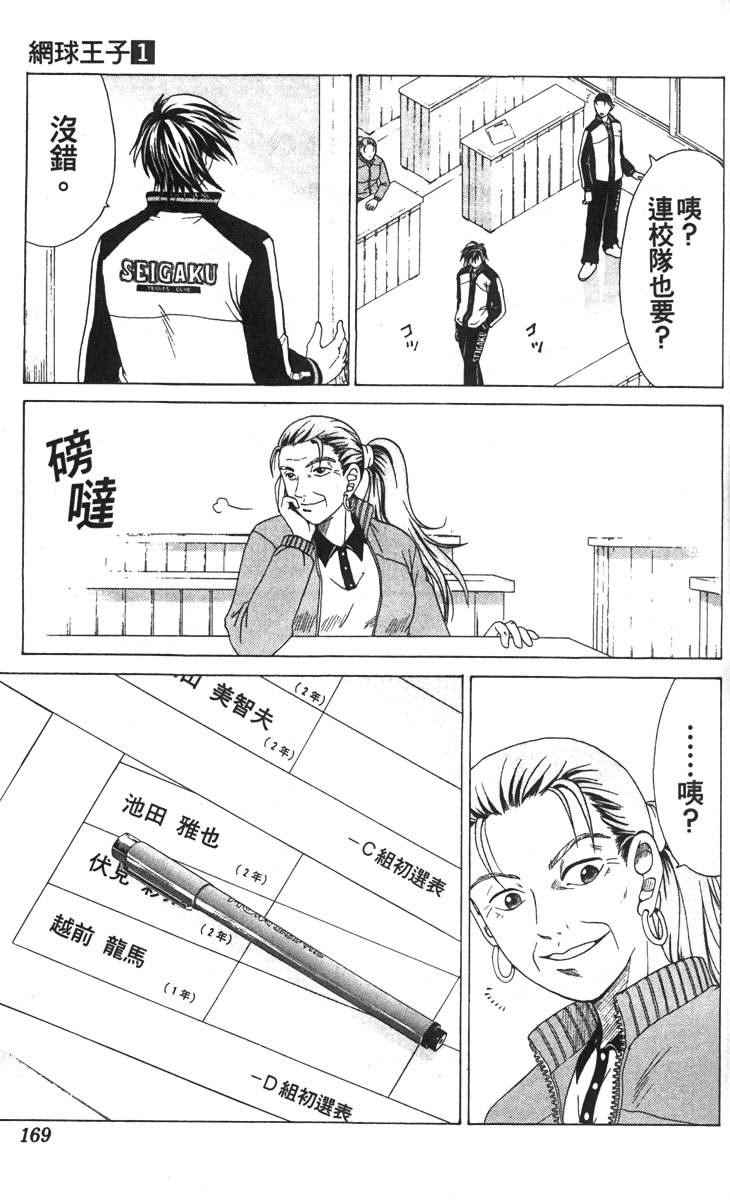 網球王子1
咦?
連校隊也要?
コツ
コツ
沒錯。
SEIGAKU
TENNIS CLUB
SEIGAKU
磅噠
……咦?
美智夫
(2年)
(2年)
池田 雅也
(2年)
伏見
(2年)
越前 龍馬
(1年)
－C組初選表
－D組初選表
169